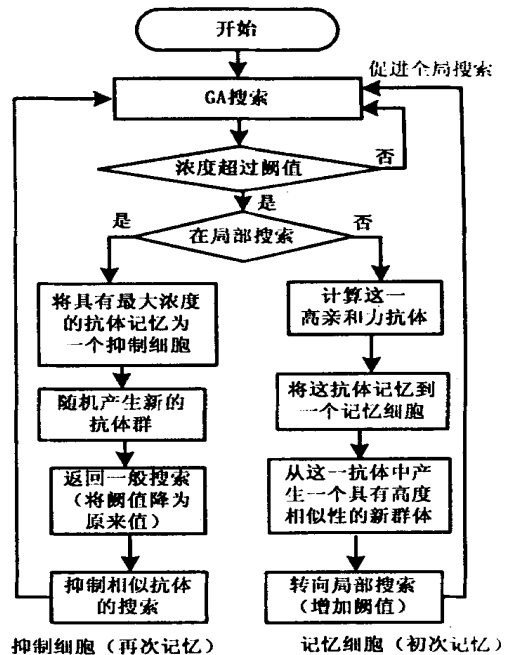 开始
促进全局搜索
GA搜索
浓度超过阈值
否
是
在局部搜索
是
否
将具有最大浓度
的抗体记忆为
一个抑制细胞
随机产生新的
抗体群
返回一般搜索
（将阈值降为
原来值）
抑制相似抗体
的搜索
抑制细胞（再次记忆）
计算这一
高亲和力抗体
将这抗体记忆到
一个记忆细胞
从这一抗体中产
生一个具有高度
相似性的新群体
转向局部搜索
（增加阈值）
记忆细胞（初次记忆）